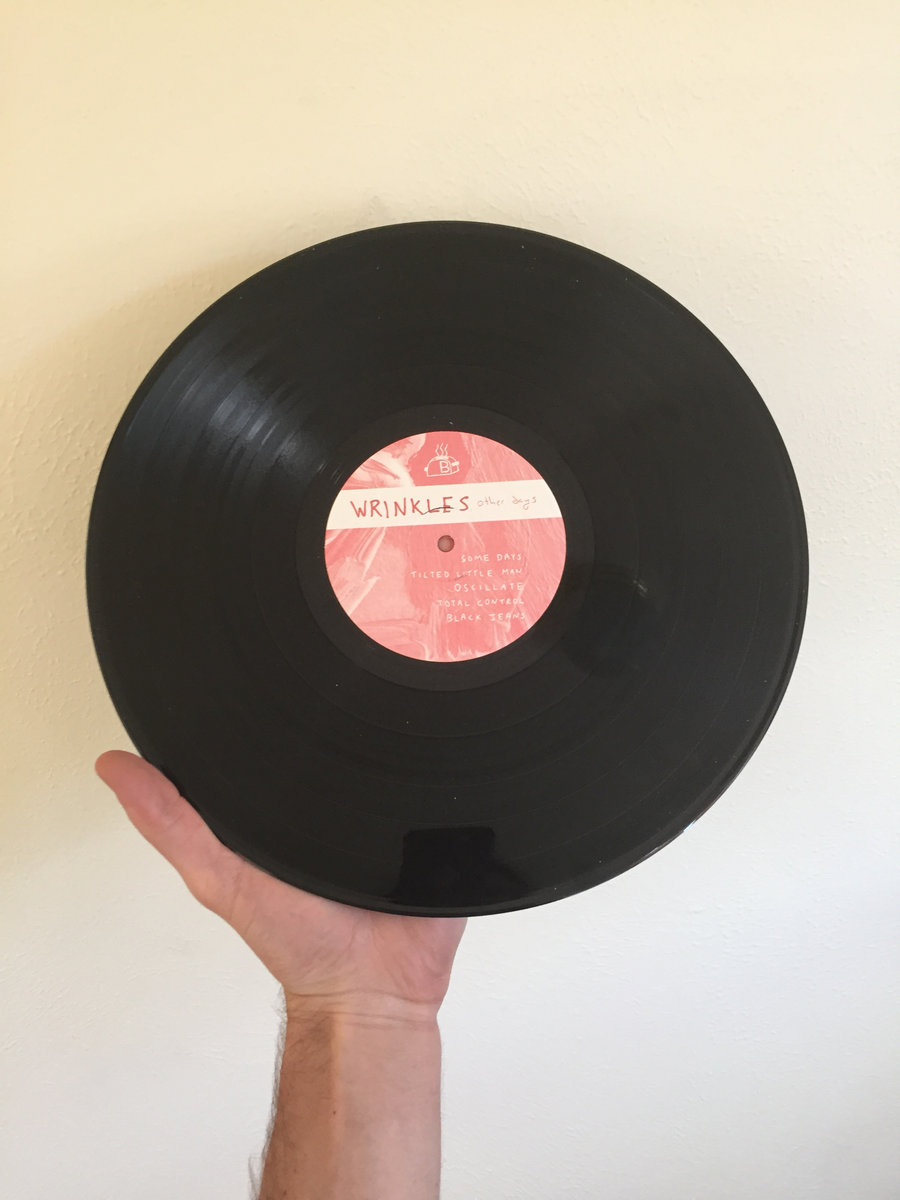 B
WRINKLES other days
SOME DAYS
TILTED LITTLE MAN
OSCILLATE
TOTAL CONTROL
BLACK JEANS